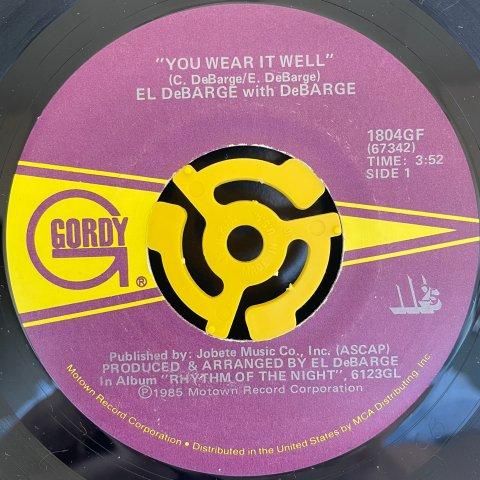 "YOU WEAR IT WELL"
(C. DeBarge/E. DeBarge)
EL DeBARGE with DeBARGE
1804GF
(67342)
TIME: 3:52
SIDE 1
GORDY
®
Published by: Jobete Music Co., Inc. (ASCAP)
PRODUCED & ARRANGED BY EL DeBARGE
In Album "RHYTHM OF THE NIGHT", 6123GL
Ⓟ1985 Motown Record Corporation
Motown Record Corporation • Distributed in the United States by MCA Distributing, Inc.